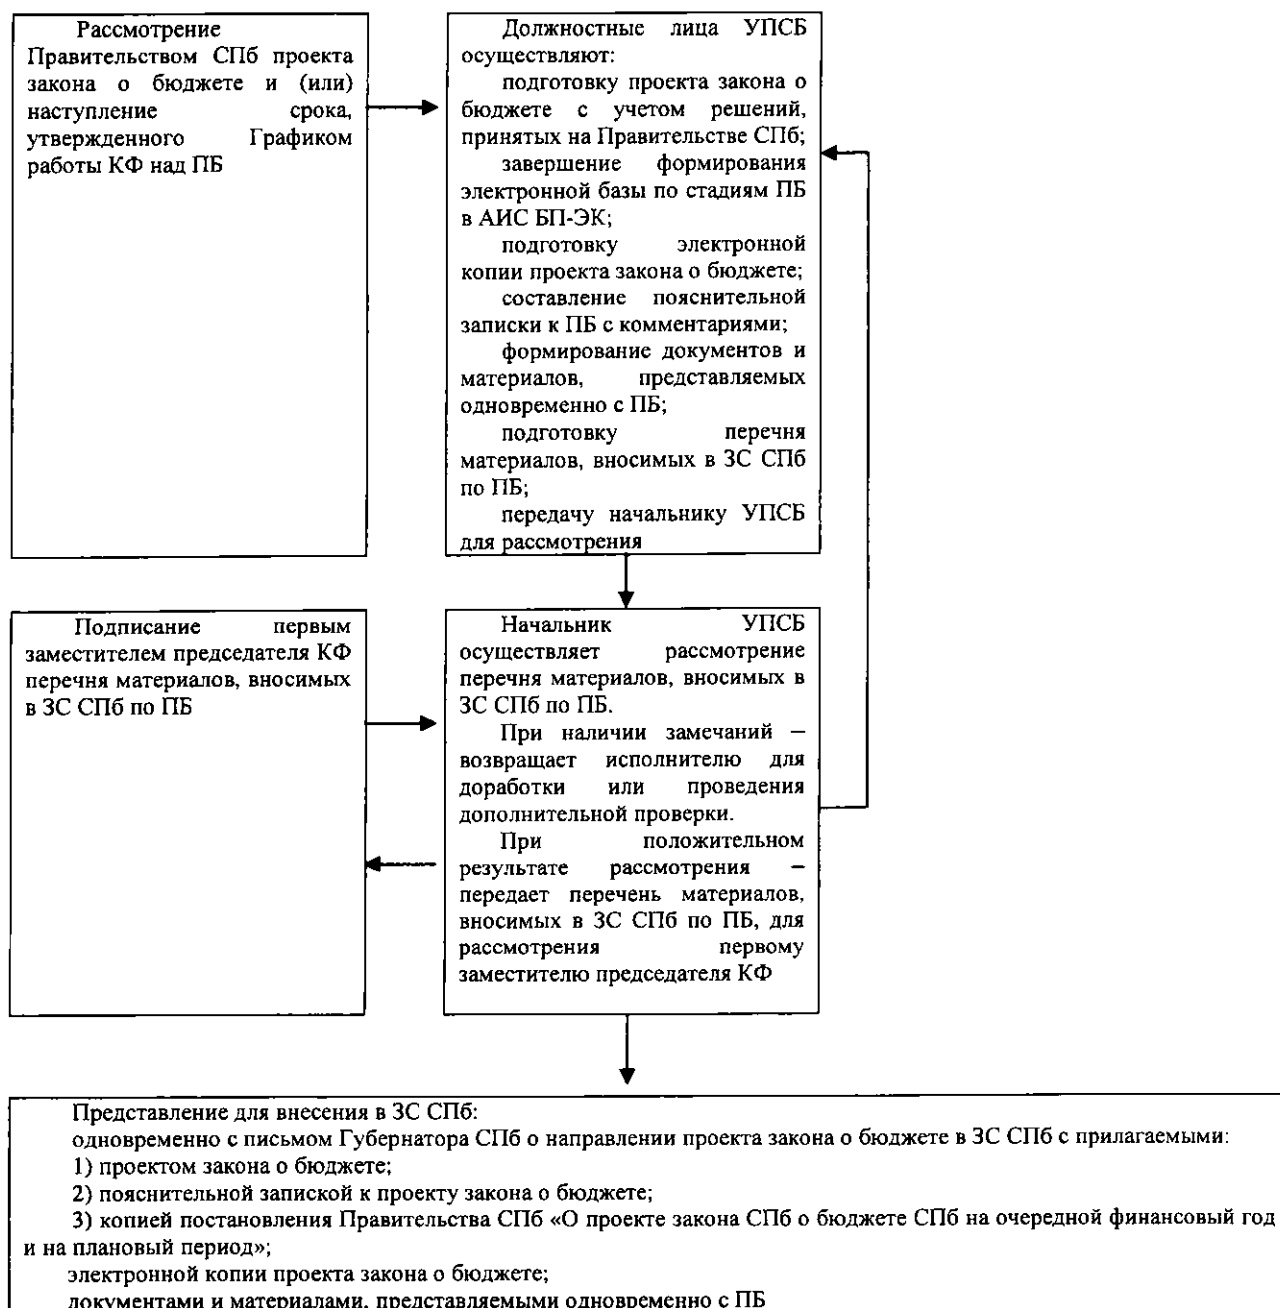 Рассмотрение
Правительством СПб проекта
закона о бюджете и (или)
наступление срока,
утвержденного Графиком
работы КФ над ПБ
Должностные лица УПСБ
осуществляют:
подготовку проекта закона о
бюджете с учетом решений,
принятых на Правительстве СПб;
завершение формирования
электронной базы по стадиям ПБ
в АИС БП-ЭК;
подготовку электронной
копии проекта закона о бюджете;
составление пояснительной
записки к ПБ с комментариями;
формирование документов и
материалов, представляемых
одновременно с ПБ;
подготовку перечня
материалов, вносимых в ЗС СПб
по ПБ;
передачу начальнику УПСБ
для рассмотрения
Подписание первым
заместителем председателя КФ
перечня материалов, вносимых
в ЗС СПб по ПБ
Начальник УПСБ
осуществляет рассмотрение
перечня материалов, вносимых в
ЗС СПб по ПБ.
При наличии замечаний –
возвращает исполнителю для
доработки или проведения
дополнительной проверки.
При положительном
результате рассмотрения –
передает перечень материалов,
вносимых в ЗС СПб по ПБ, для
рассмотрения первому
заместителю председателя КФ
Представление для внесения в ЗС СПб:
одновременно с письмом Губернатора СПб о направлении проекта закона о бюджете в ЗС СПб с прилагаемыми:
1) проектом закона о бюджете;
2) пояснительной запиской к проекту закона о бюджете;
3) копией постановления Правительства СПб «О проекте закона СПб о бюджете СПб на очередной финансовый год
и на плановый период»;
электронной копии проекта закона о бюджете;
документами и материалами, представляемыми одновременно с ПБ